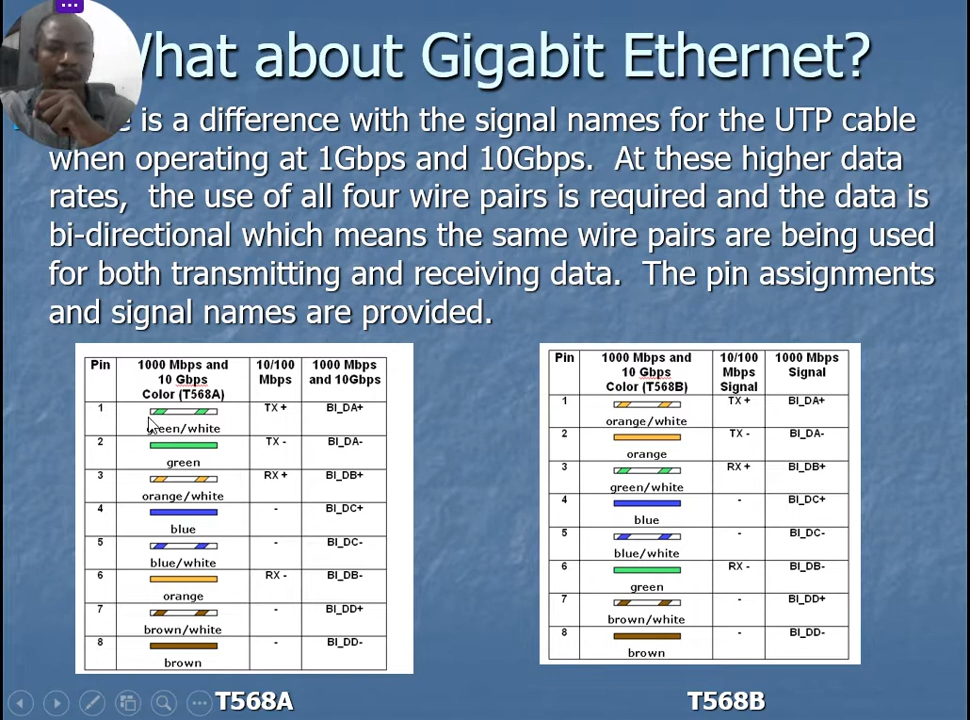 What about Gigabit Ethernet?
is a difference with the signal names for the UTP cable
when operating at 1Gbps and 10Gbps. At these higher data
rates, the use of all four wire pairs is required and the data is
bi-directional which means the same wire pairs are being used
for both transmitting and receiving data. The pin assignments
and signal names are provided.
Pin 1000 Mbps and 10 Gbps Color (T568A) 10/100 Mbps 1000 Mbps and 10Gbps
1 green/white TX + BI_DA+
2 green TX - BI_DA-
3 orange/white RX + BI_DB+
4 blue - BI_DC+
5 blue/white - BI_DC-
6 orange RX - BI_DB-
7 brown/white - BI_DD+
8 brown - BI_DD-
T568A
Pin 1000 Mbps and 10 Gbps Color (T568B) 10/100 Mbps Signal 1000 Mbps Signal
1 orange/white TX + BI_DA+
2 orange TX - BI_DA-
3 green/white RX + BI_DB+
4 blue - BI_DC+
5 blue/white - BI_DC-
6 green RX - BI_DB-
7 brown/white - BI_DD+
8 brown - BI_DD-
T568B